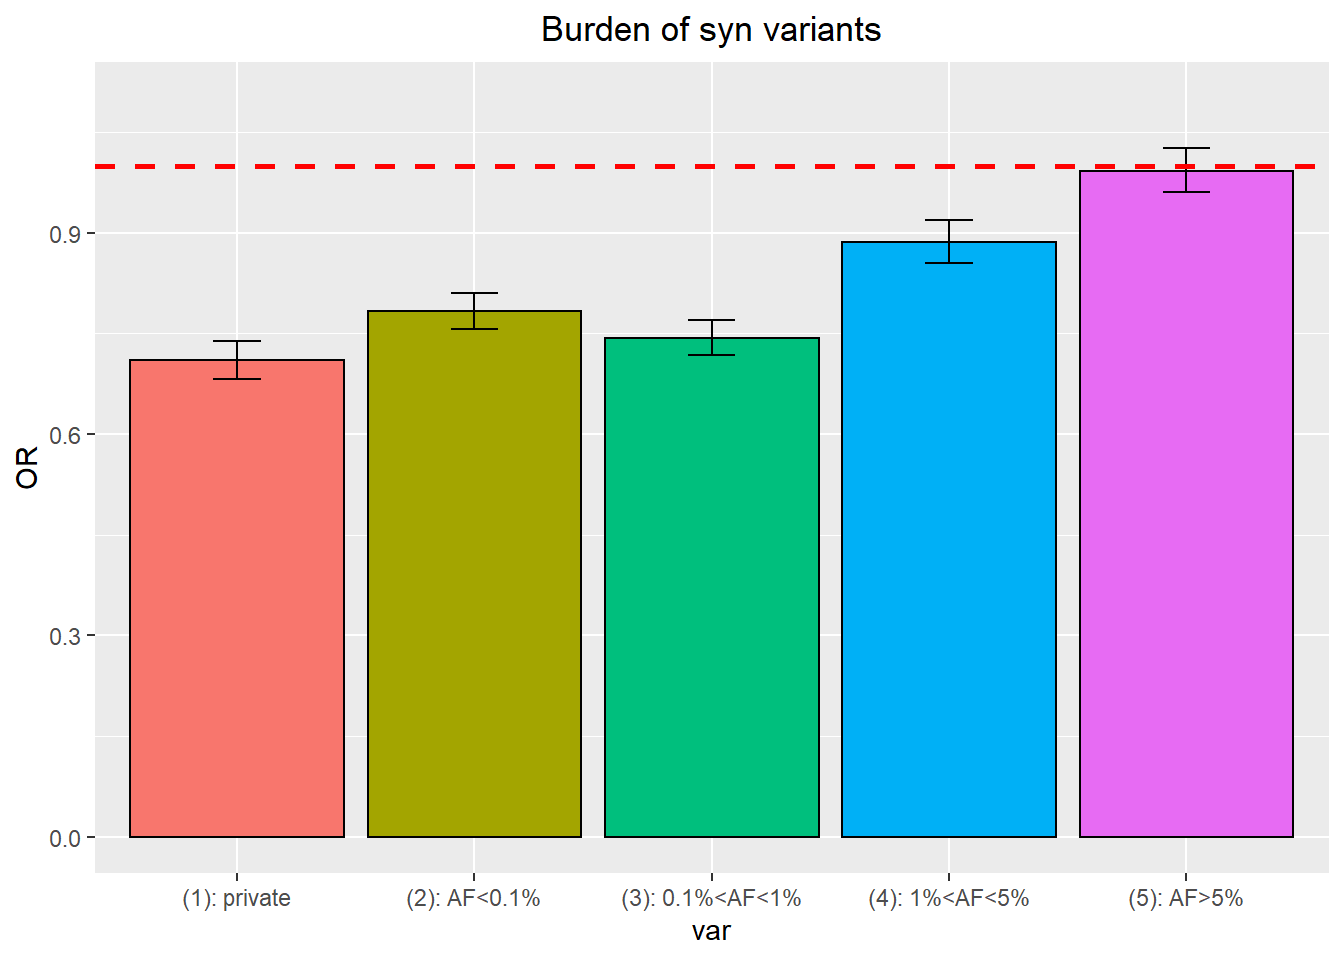 Burden of syn variants
OR
0.9
0.6
0.3
0.0
(1): private
(2): AF<0.1%
(3): 0.1%<AF<1%
(4): 1%<AF<5%
(5): AF>5%
var